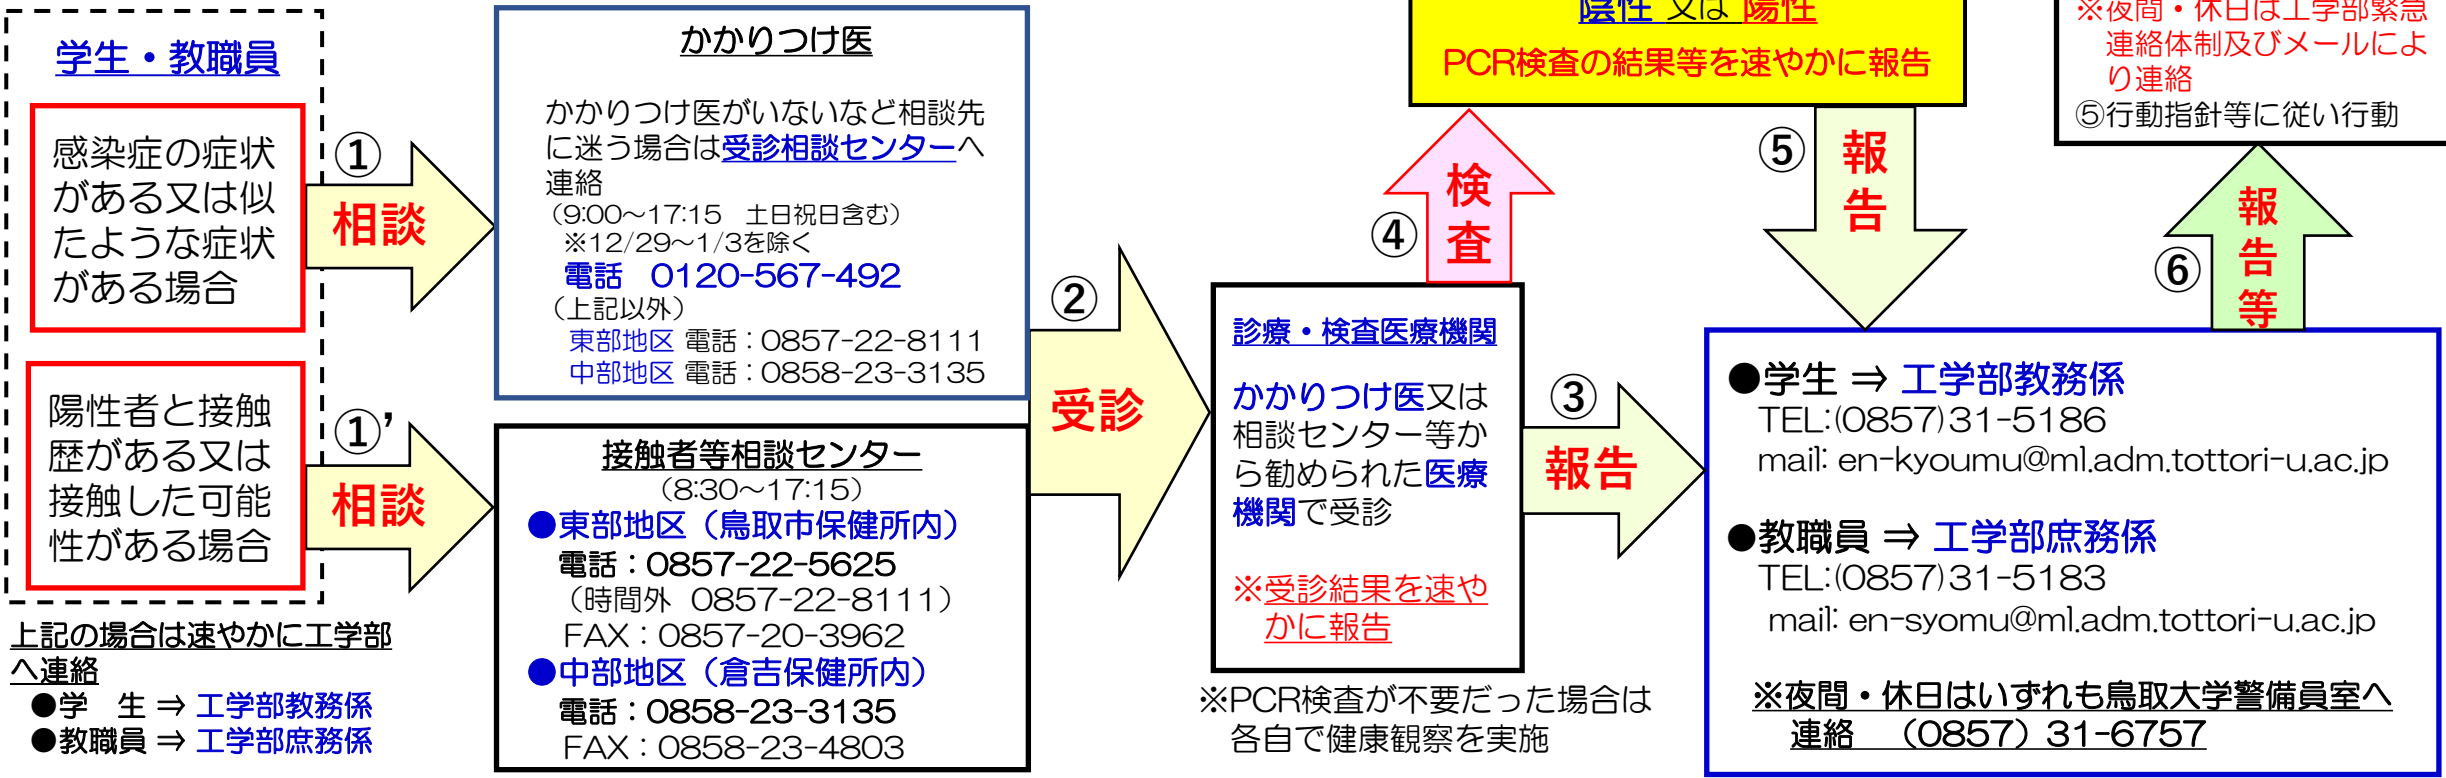 学生・教職員
感染症の症状
がある又は似
たような症状
がある場合
陽性者と接触
歴がある又は
接触した可能
性がある場合
上記の場合は速やかに工学部
へ連絡
●学　生 ⇒ 工学部教務係
●教職員 ⇒ 工学部庶務係
①
相談
①’
相談
かかりつけ医
かかりつけ医がいないなど相談先
に迷う場合は受診相談センターへ
連絡
（9:00～17:15　土日祝日含む）
※12/29～1/3を除く
電話　0120-567-492
（上記以外）
東部地区 電話：0857-22-8111
中部地区 電話：0858-23-3135
接触者等相談センター
（8:30～17:15）
●東部地区（鳥取市保健所内）
電話：0857-22-5625
（時間外 0857-22-8111）
FAX：0857-20-3962
●中部地区（倉吉保健所内）
電話：0858-23-3135
FAX：0858-23-4803
②
受診
診療・検査医療機関
かかりつけ医又は
相談センター等か
ら勧められた医療
機関で受診
※受診結果を速や
かに報告
※PCR検査が不要だった場合は
各自で健康観察を実施
③
報告
④
検
査
陰性 又は 陽性
PCR検査の結果等を速やかに報告
⑤
報
告
●学生 ⇒ 工学部教務係
TEL:(0857)31-5186
mail: en-kyoumu@ml.adm.tottori-u.ac.jp
●教職員 ⇒ 工学部庶務係
TEL:(0857)31-5183
mail: en-syomu@ml.adm.tottori-u.ac.jp
※夜間・休日はいずれも鳥取大学警備員室へ
連絡　（0857）31-6757
⑥
報
告
等
※夜間・休日は工学部緊急
連絡体制及びメールによ
り連絡
⑤行動指針等に従い行動